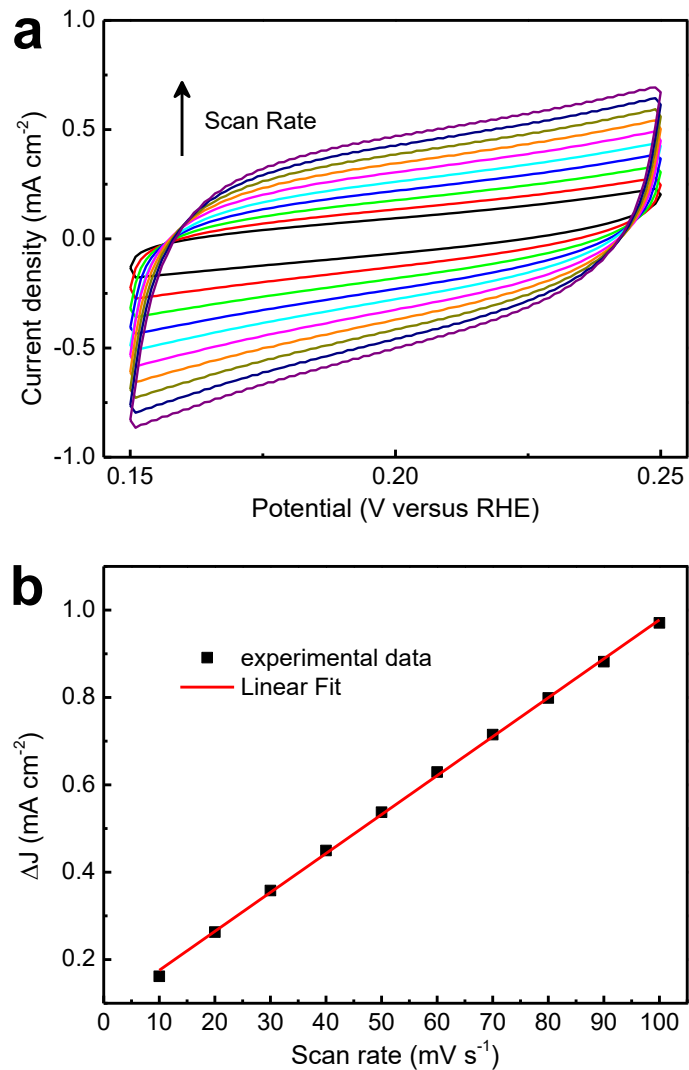 a
1.0
0.5
0.0
-0.5
-1.0
Current density (mA cm⁻²)
Scan Rate
0.15
0.20
0.25
Potential (V versus RHE)
b
1.0
0.8
0.6
0.4
0.2
ΔJ (mA cm⁻²)
experimental data
Linear Fit
0 10 20 30 40 50 60 70 80 90 100
Scan rate (mV s⁻¹)